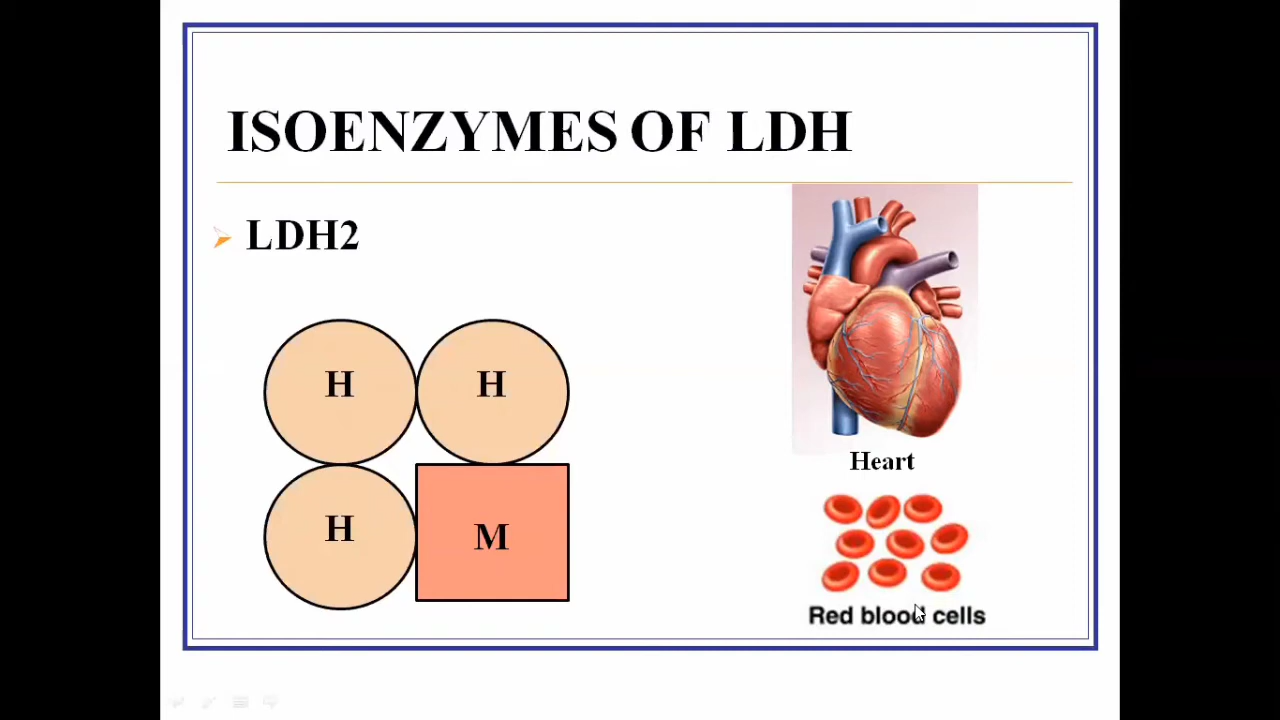 ISOENZYMES OF LDH
LDH2
H H
H M
Heart
Red blood cells